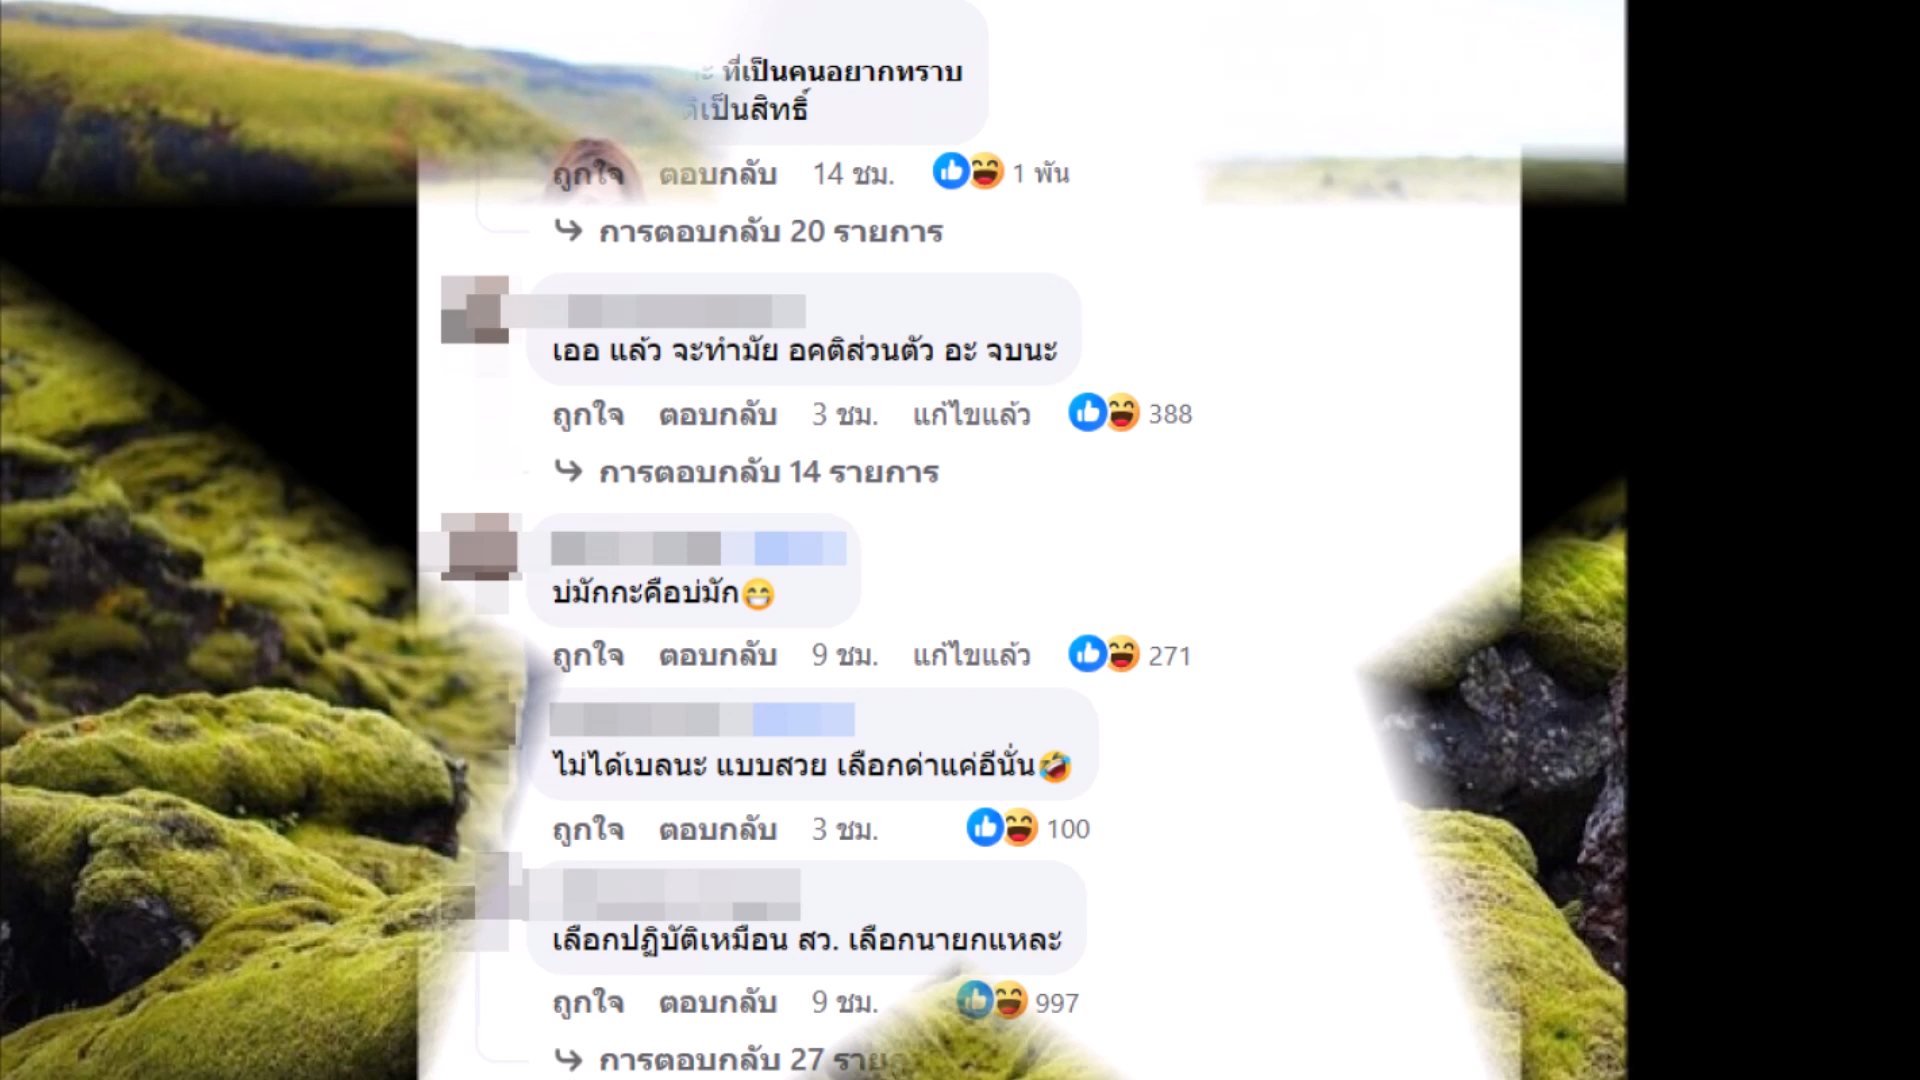 ที่เป็นคนอยากทราบ
ติเป็นสิทธิ์
ถูกใจ ตอบกลับ 14 ชม. 1 พัน
การตอบกลับ 20 รายการ
เออ แล้ว จะทำมัย อคติส่วนตัว อะ จบนะ
ถูกใจ ตอบกลับ 3 ชม. แก้ไขแล้ว 388
การตอบกลับ 14 รายการ
บ่มักกะคือบ่มัก😁
ถูกใจ ตอบกลับ 9 ชม. แก้ไขแล้ว 271
ไม่ได้เบลนะ แบบสวย เลือกด่าแค่อีนั่น🤣
ถูกใจ ตอบกลับ 3 ชม. 100
เลือกปฏิบัติเหมือน สว. เลือกนายกแหละ
ถูกใจ ตอบกลับ 9 ชม. 997
การตอบกลับ 27